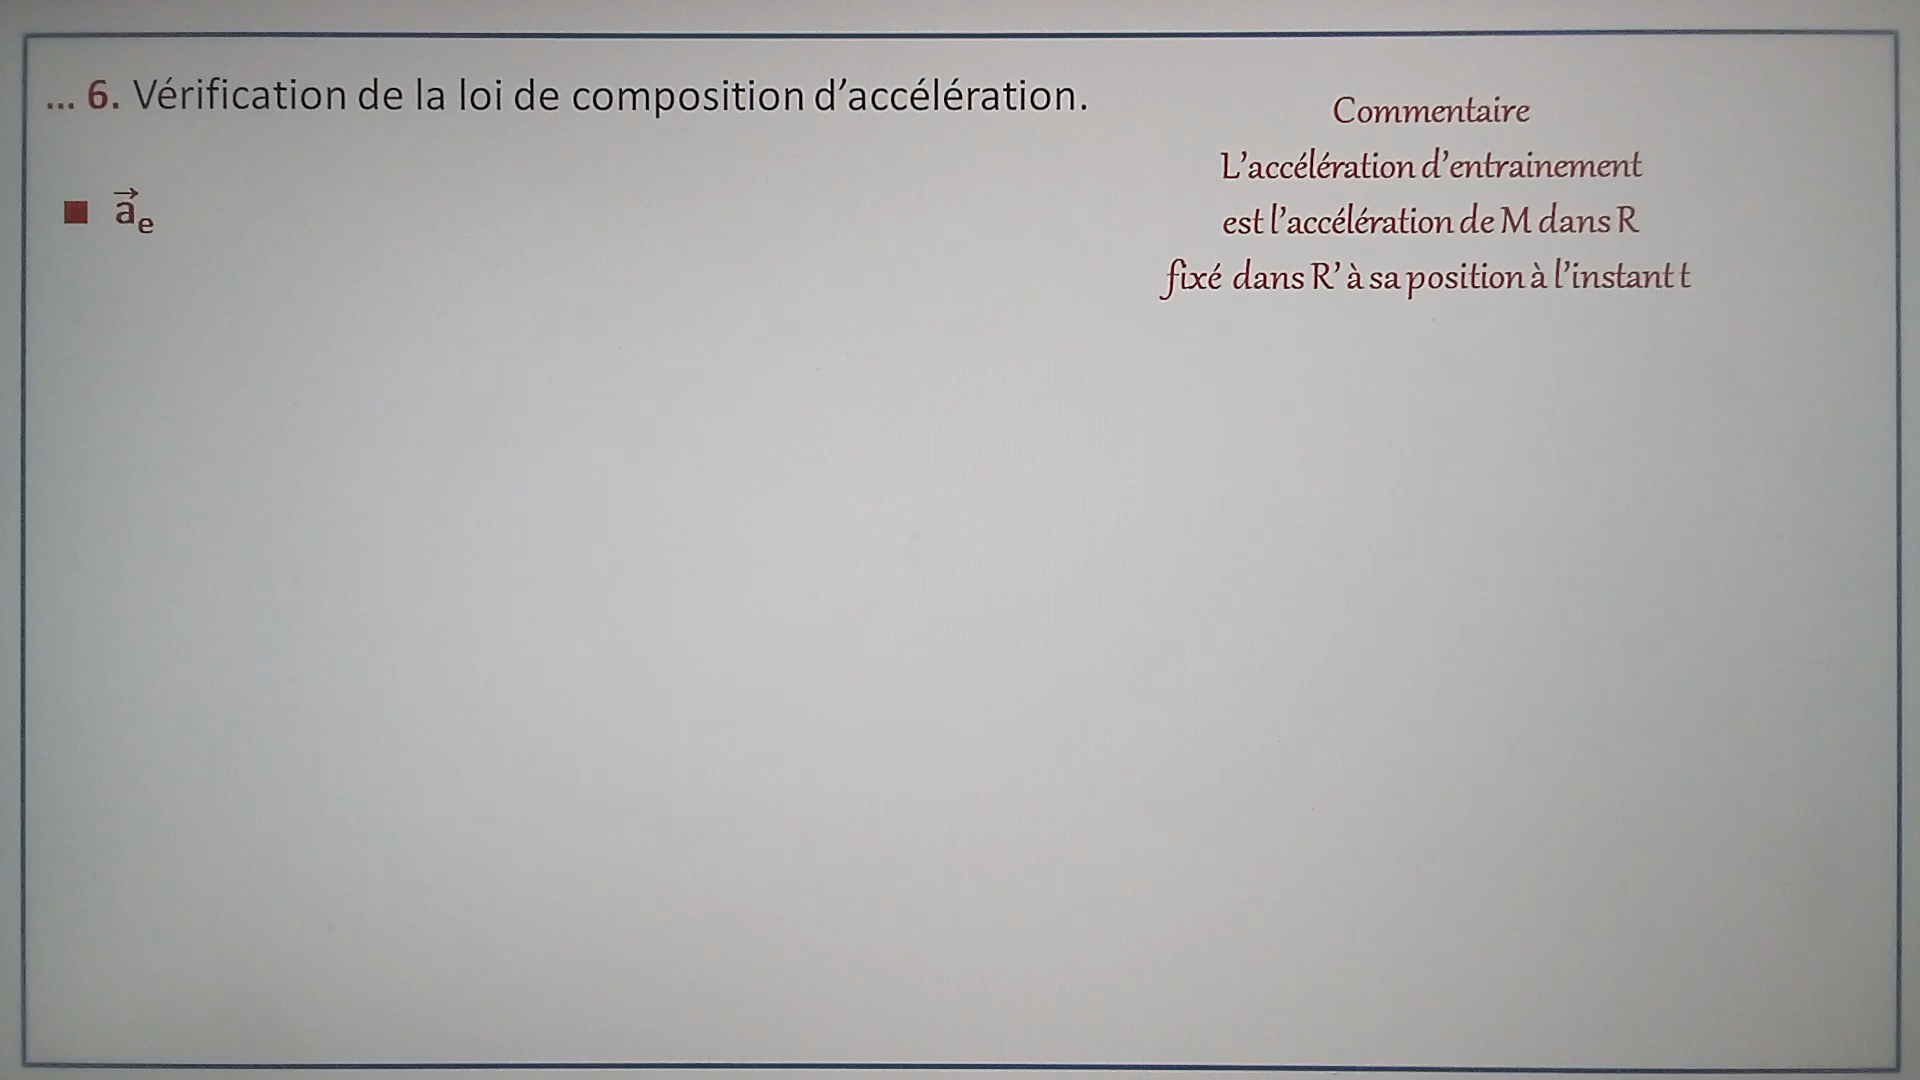 ... 6. Vérification de la loi de composition d’accélération.
■ a⃗ₑ
Commentaire
L’accélération d’entrainement
est l’accélération de M dans R
fixé dans R’ à sa position à l’instant t